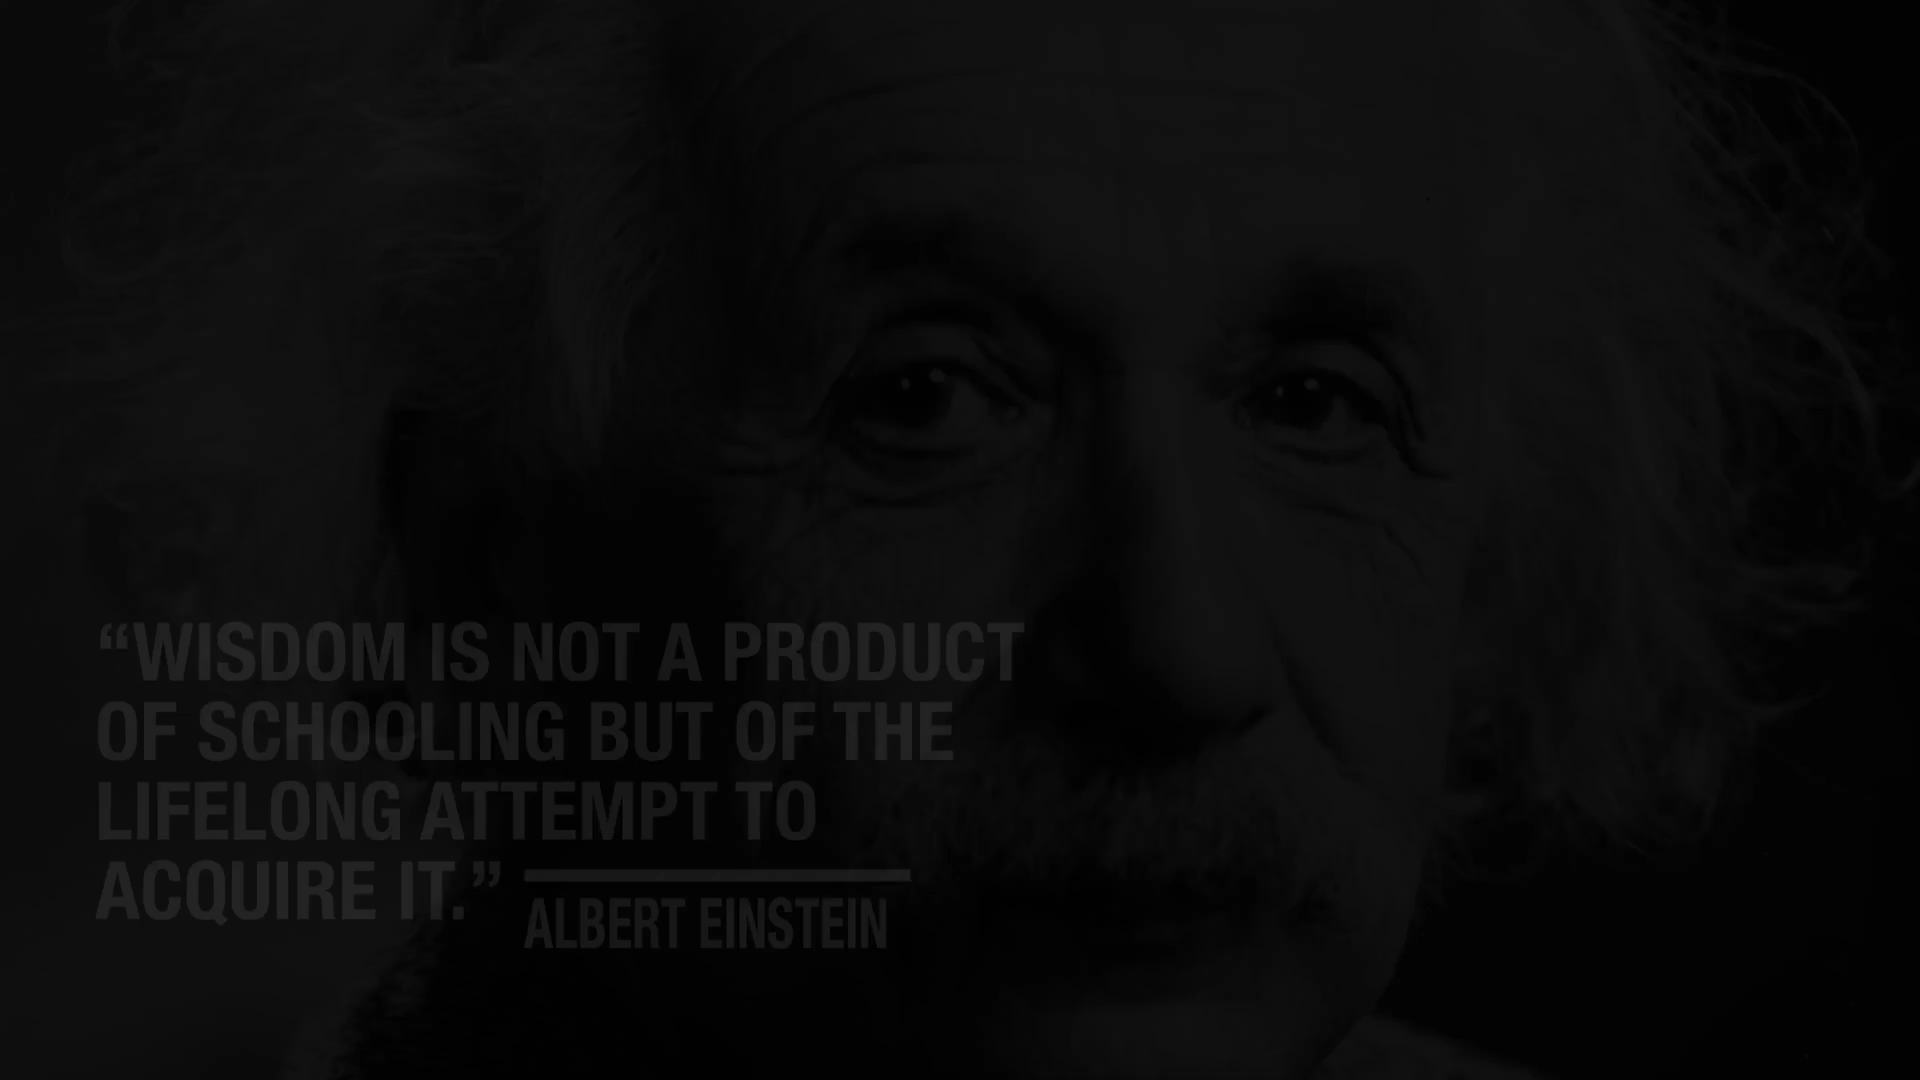 “WISDOM IS NOT A PRODUCT
OF SCHOOLING BUT OF THE
LIFELONG ATTEMPT TO
ACQUIRE IT.”
ALBERT EINSTEIN